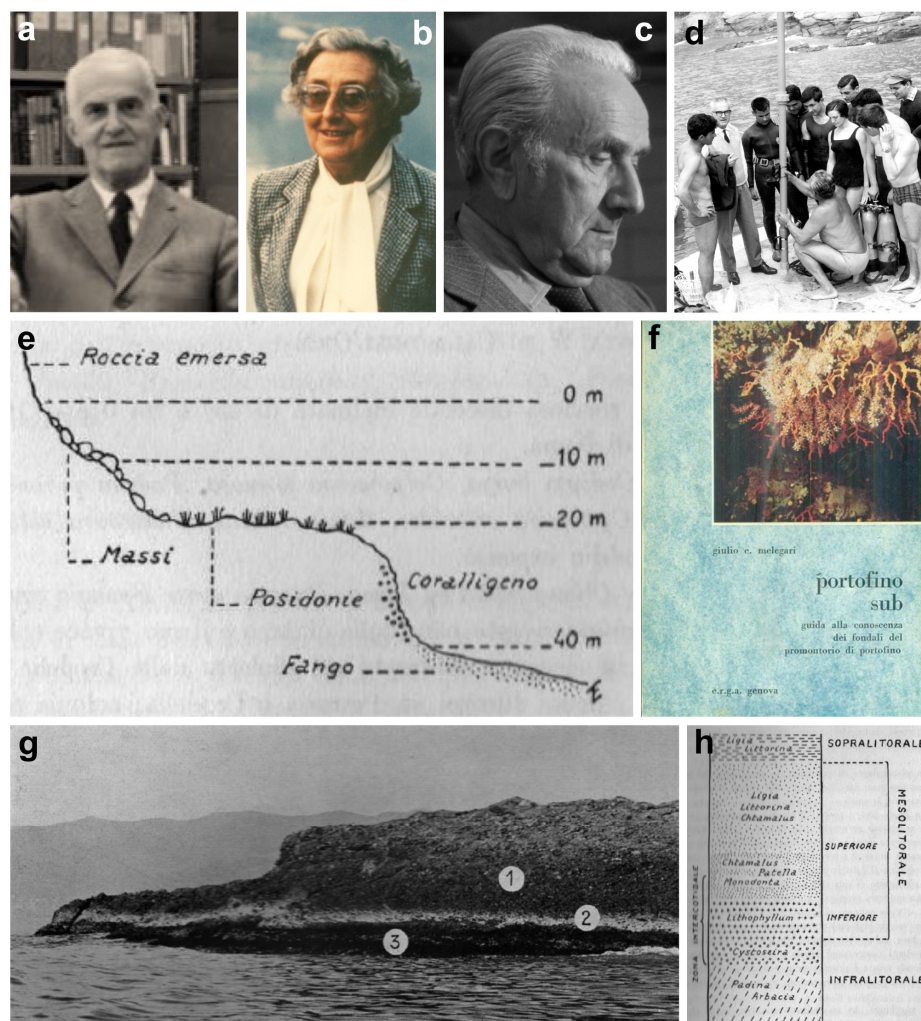 a
b
c
d
e
Roccia emersa
0 m
10 m
20 m
Massi
Posidonie
Coralligeno
40 m
Fango
f
giulio e. melegari
portofino
sub
guida alla conoscenza
dei fondali del
promontorio di portofino
e.r.g.a. genova
g
1
2
3
h
Ligia
Littorina
SOPRALITORALE
Ligia
Littorina
Chtamalus
MESOLITORALE
SUPERIORE
Chtamalus
Patella
Monodonta
ZONA INTERCOTIDALE
Lithophyllum
INFERIORE
Cystoseira
Padina
Arbacia
INFRALITORALE